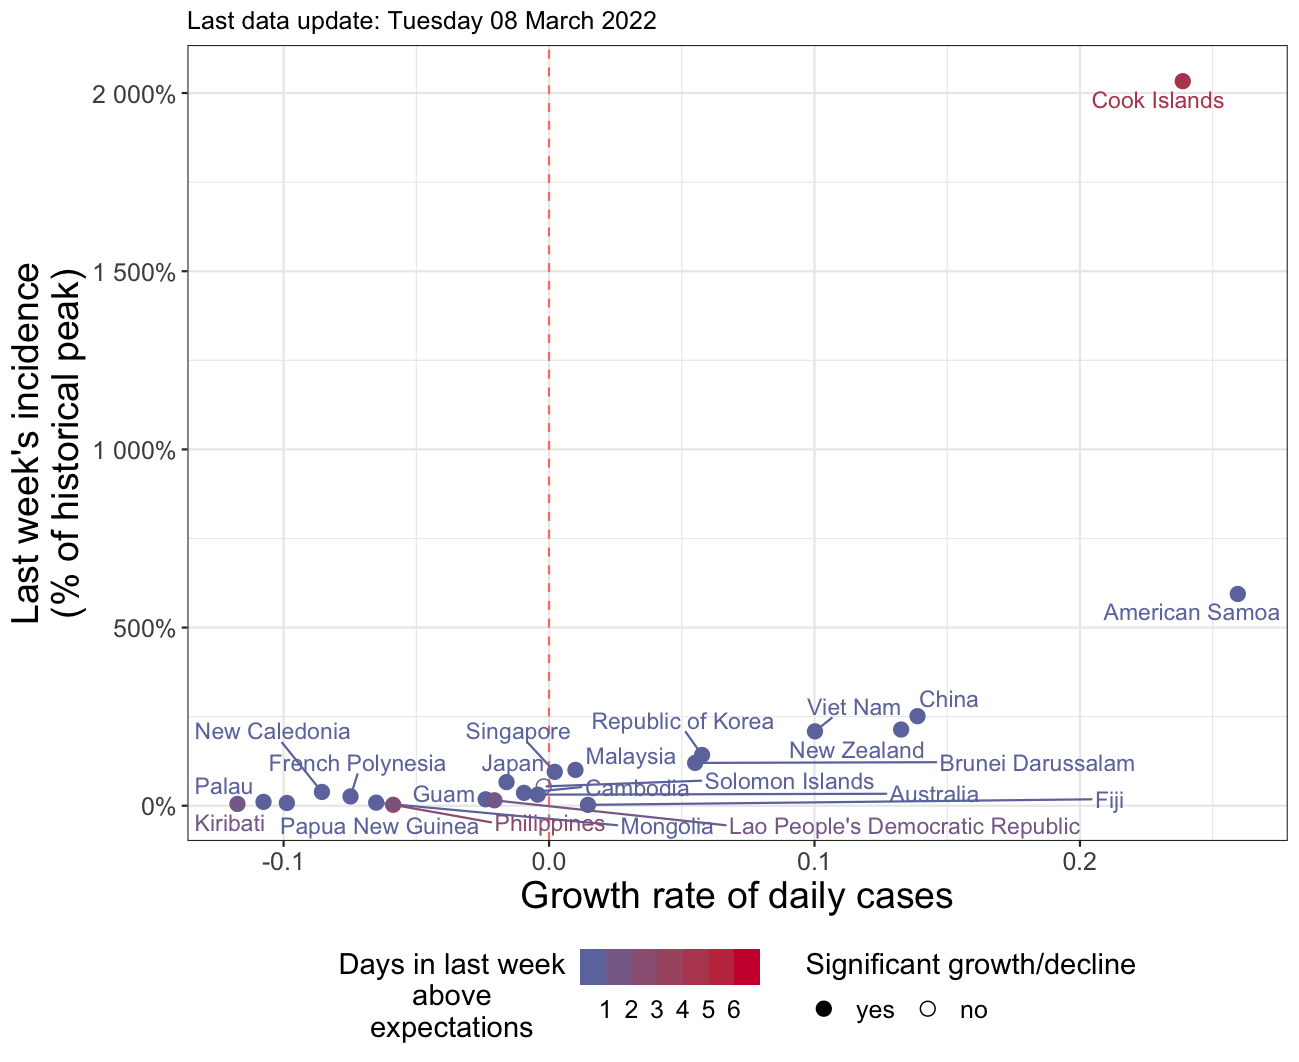 Last data update: Tuesday 08 March 2022
Last week's incidence
(% of historical peak)
2 000%
1 500%
1 000%
500%
0%
Cook Islands
American Samoa
China
Viet Nam
New Zealand
Republic of Korea
New Caledonia
Singapore
Malaysia
Brunei Darussalam
French Polynesia
Japan
Solomon Islands
Palau
Guam
Cambodia
Australia
Fiji
Kiribati
Papua New Guinea
Philippines
Mongolia
Lao People's Democratic Republic
-0.1
0.0
0.1
0.2
Growth rate of daily cases
Days in last week
above
expectations
1 2 3 4 5 6
Significant growth/decline
yes
no